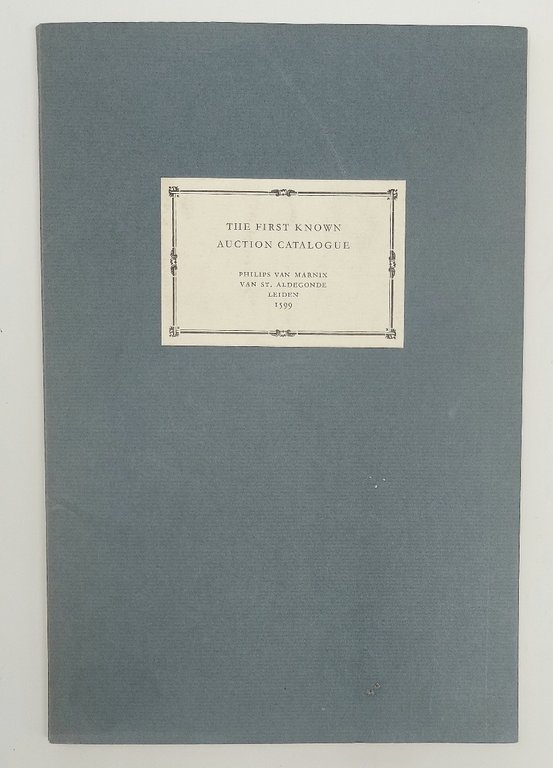 THE FIRST KNOWN
AUCTION CATALOGUE
PHILIPS VAN MARNIX
VAN ST. ALDEGONDE
LEIDEN
1599